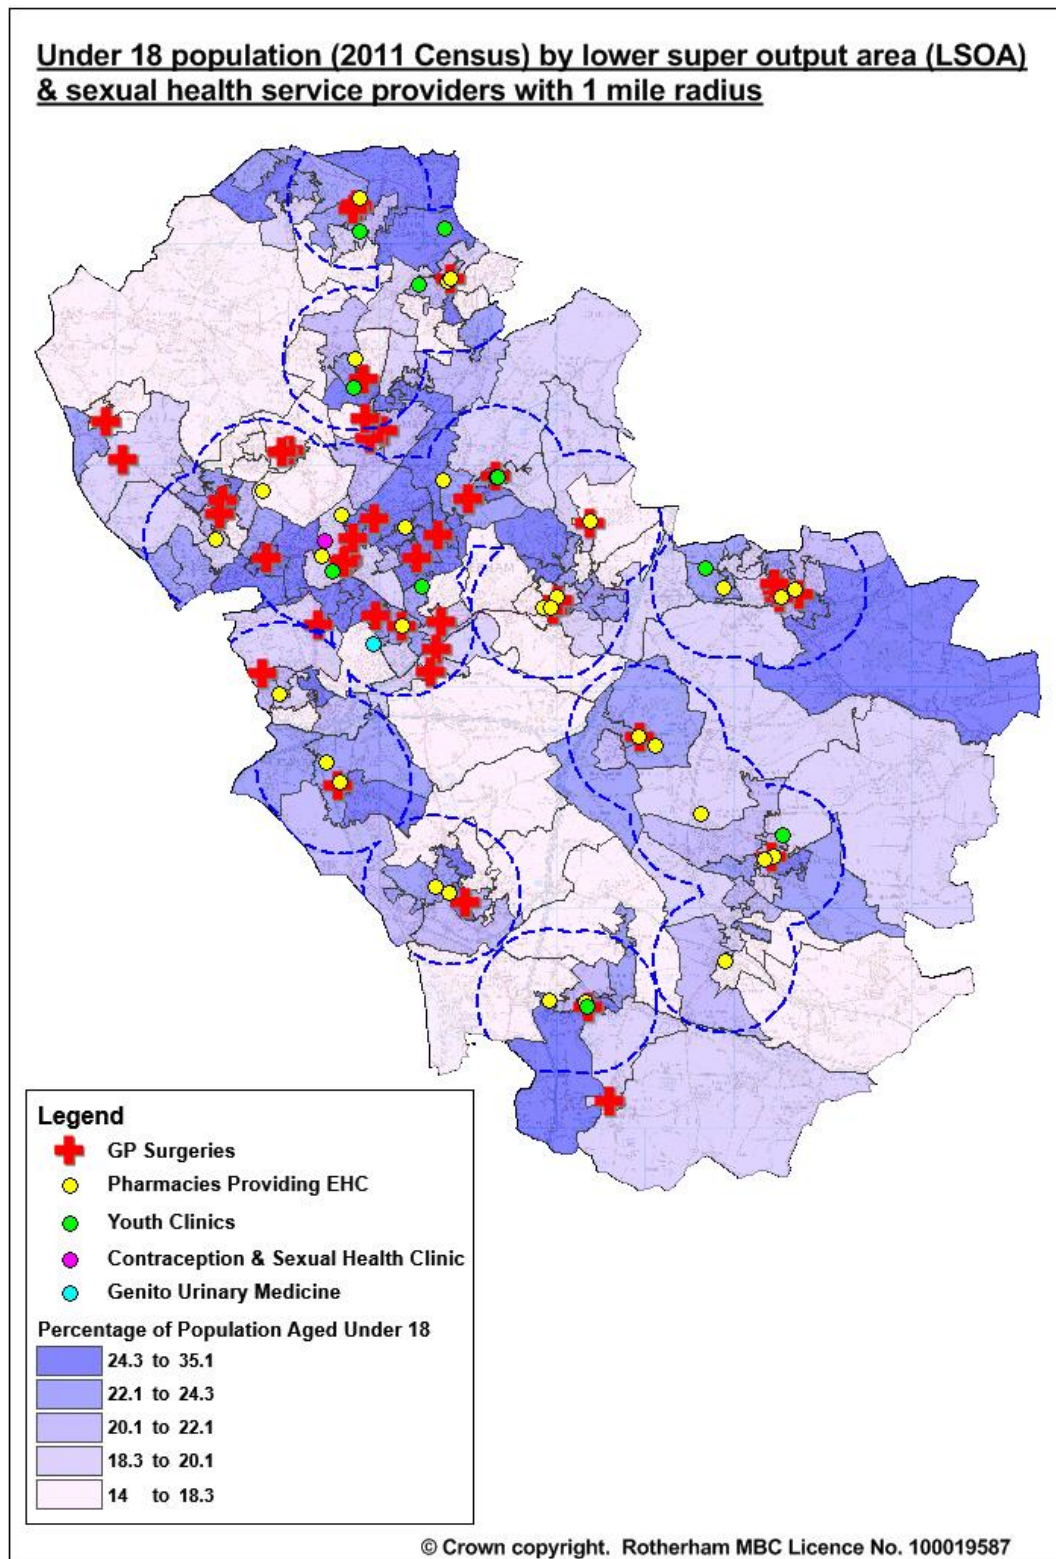 Under 18 population (2011 Census) by lower super output area (LSOA)
& sexual health service providers with 1 mile radius
Legend
GP Surgeries
Pharmacies Providing EHC
Youth Clinics
Contraception & Sexual Health Clinic
Genito Urinary Medicine
Percentage of Population Aged Under 18
24.3 to 35.1
22.1 to 24.3
20.1 to 22.1
18.3 to 20.1
14 to 18.3
© Crown copyright. Rotherham MBC Licence No. 100019587